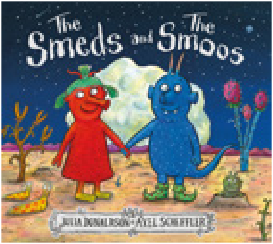 The The
Smeds and Smoos
JULIA DONALDSON AXEL SCHEFFLER